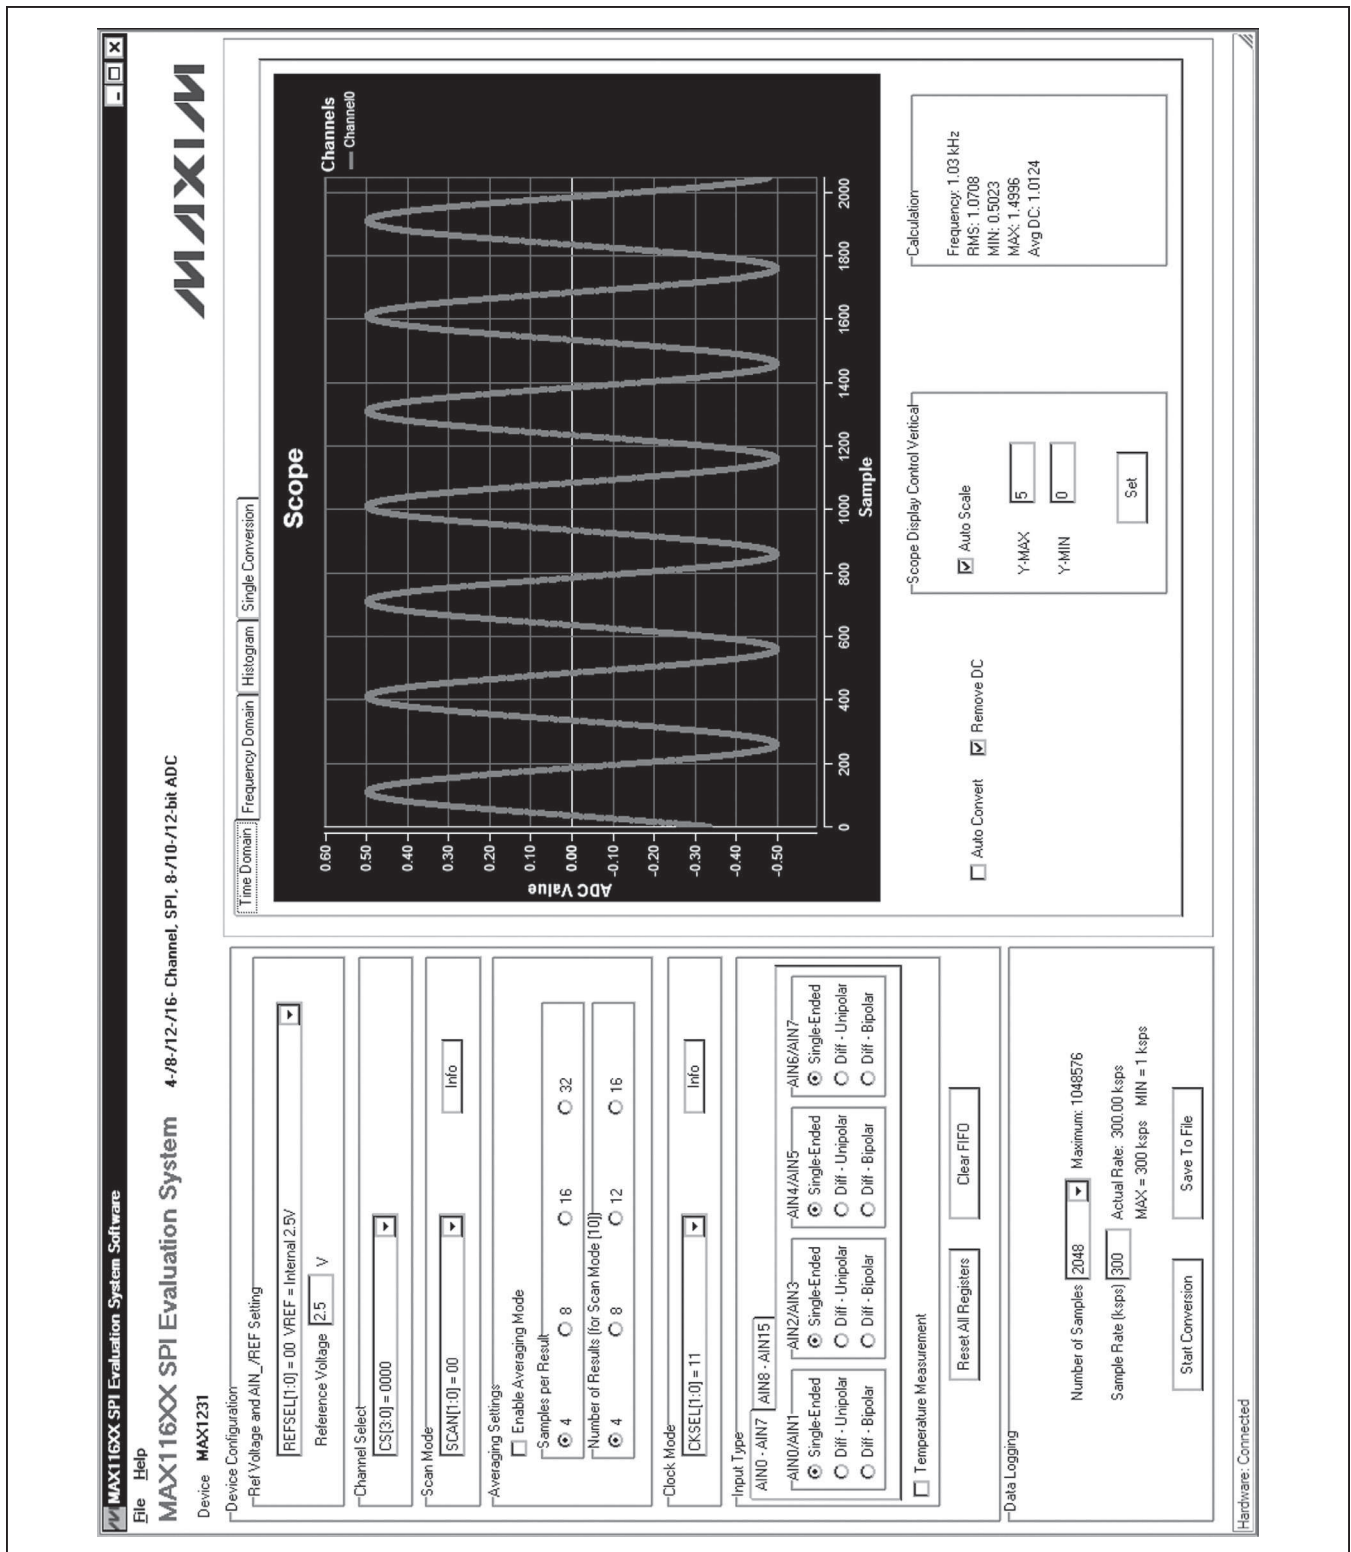 MAX116XX SPI Evaluation System Software
File Help
MAX116XX SPI Evaluation System 4-/8-/12-/16- Channel, SPI, 8-/10-/12-bit ADC
MAXIM
Device MAX1231
Device Configuration
Ref Voltage and AIN_/REF Setting
REFSEL[1:0] = 00 VREF = Internal 2.5V
Reference Voltage 2.5 V
Channel Select
CS[3:0] = 0000
Scan Mode
SCAN[1:0] = 00
Info
Averaging Settings
Enable Averaging Mode
Samples per Result
4 8 16 32
Number of Results (for Scan Mode [10])
4 8 12 16
Clock Mode
CKSEL[1:0] = 11
Info
Input Type
AIN0 - AIN7 AIN8 - AIN15
AIN0/AIN1 AIN2/AIN3 AIN4/AIN5 AIN6/AIN7
Single-Ended Single-Ended Single-Ended Single-Ended
Diff - Unipolar Diff - Unipolar Diff - Unipolar Diff - Unipolar
Diff - Bipolar Diff - Bipolar Diff - Bipolar Diff - Bipolar
Temperature Measurement
Reset All Registers Clear FIFO
Data Logging
Number of Samples 2048 Maximum: 1048576
Sample Rate (ksps) 300 Actual Rate: 300.00 ksps
MAX = 300 ksps MIN = 1 ksps
Start Conversion Save To File
Hardware: Connected
Time Domain Frequency Domain Histogram Single Conversion
Scope
Channels
Channel0
ADC Value
0.60
0.50
0.40
0.30
0.20
0.10
0.00
-0.10
-0.20
-0.30
-0.40
-0.50
0 200 400 600 800 1000 1200 1400 1600 1800 2000
Sample
Auto Convert Remove DC
Scope Display Control Vertical
Auto Scale
Y-MAX 5
Y-MIN 0
Set
Calculation
Frequency: 1.03 kHz
RMS: 1.0708
MIN: 0.5023
MAX: 1.4996
Avg DC: 1.0124